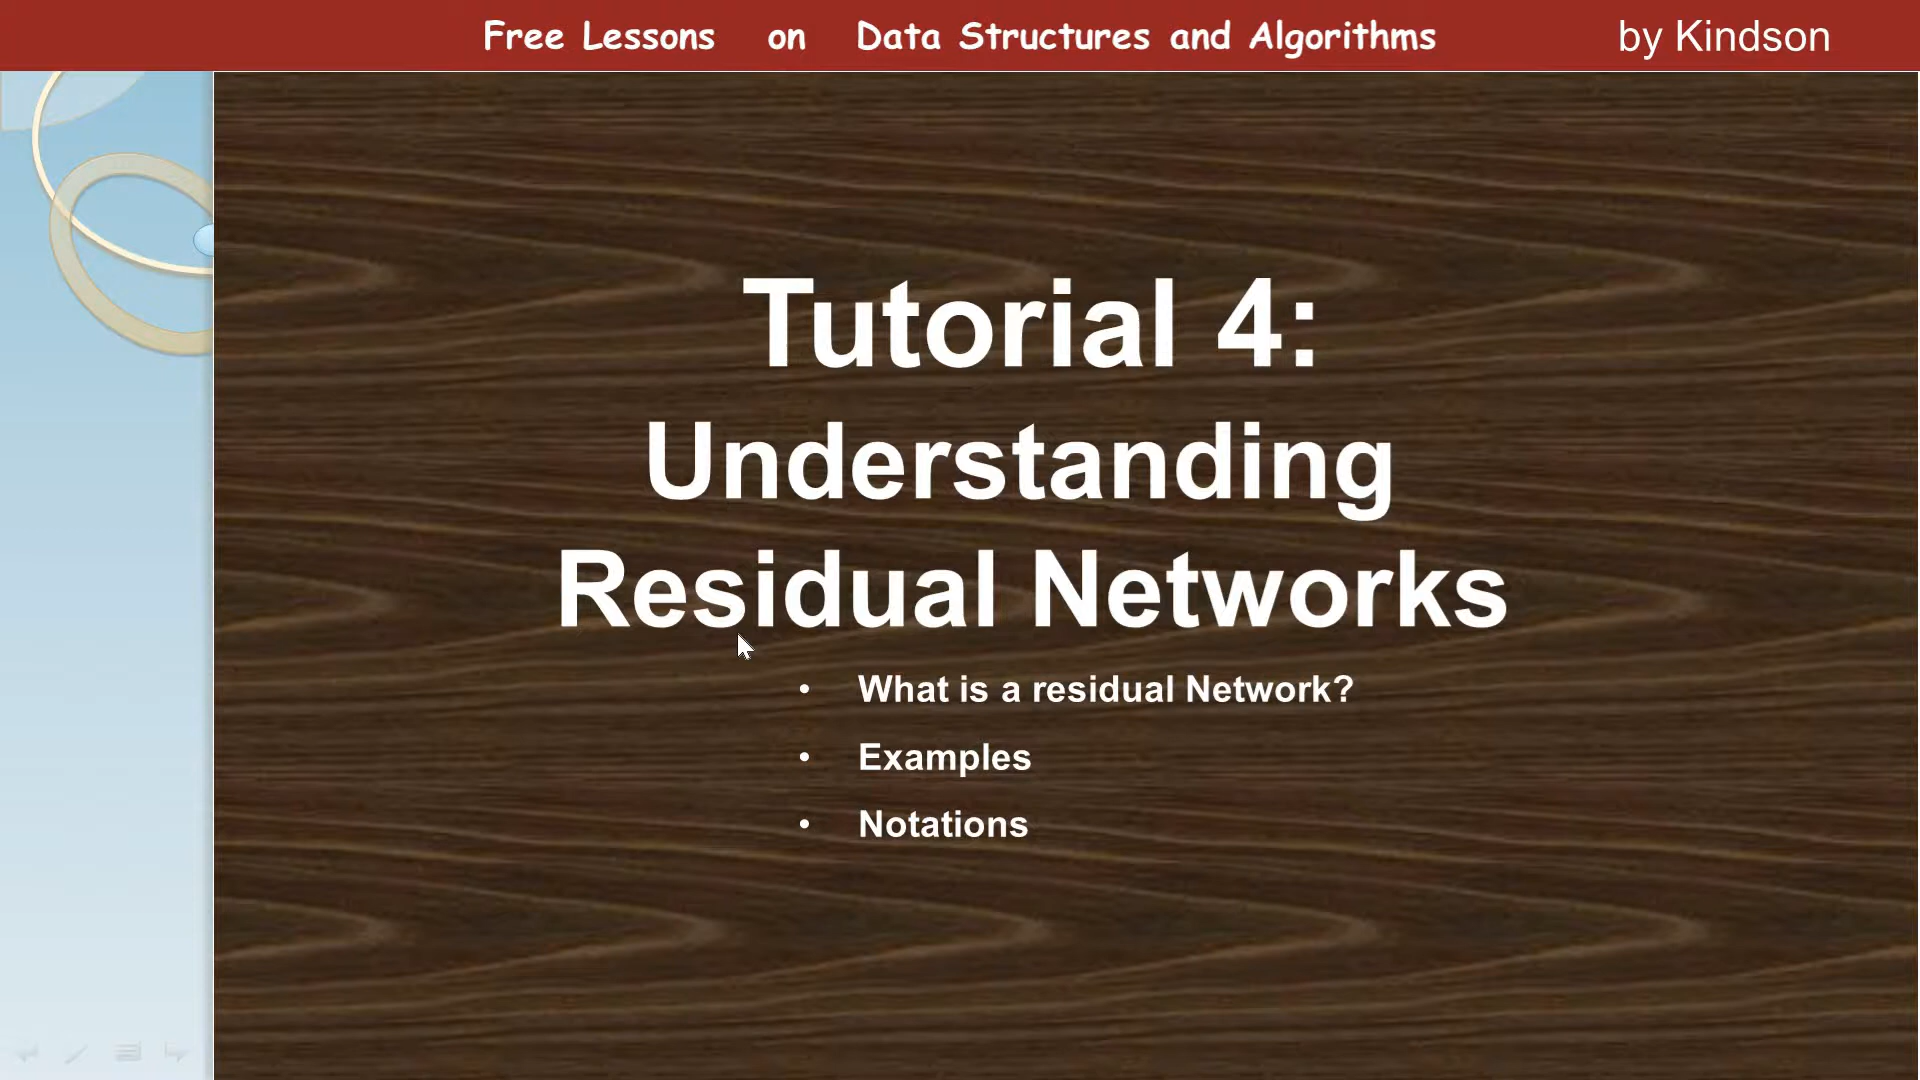 Free Lessons on Data Structures and Algorithms by Kindson
Tutorial 4:
Understanding
Residual Networks
• What is a residual Network?
• Examples
• Notations